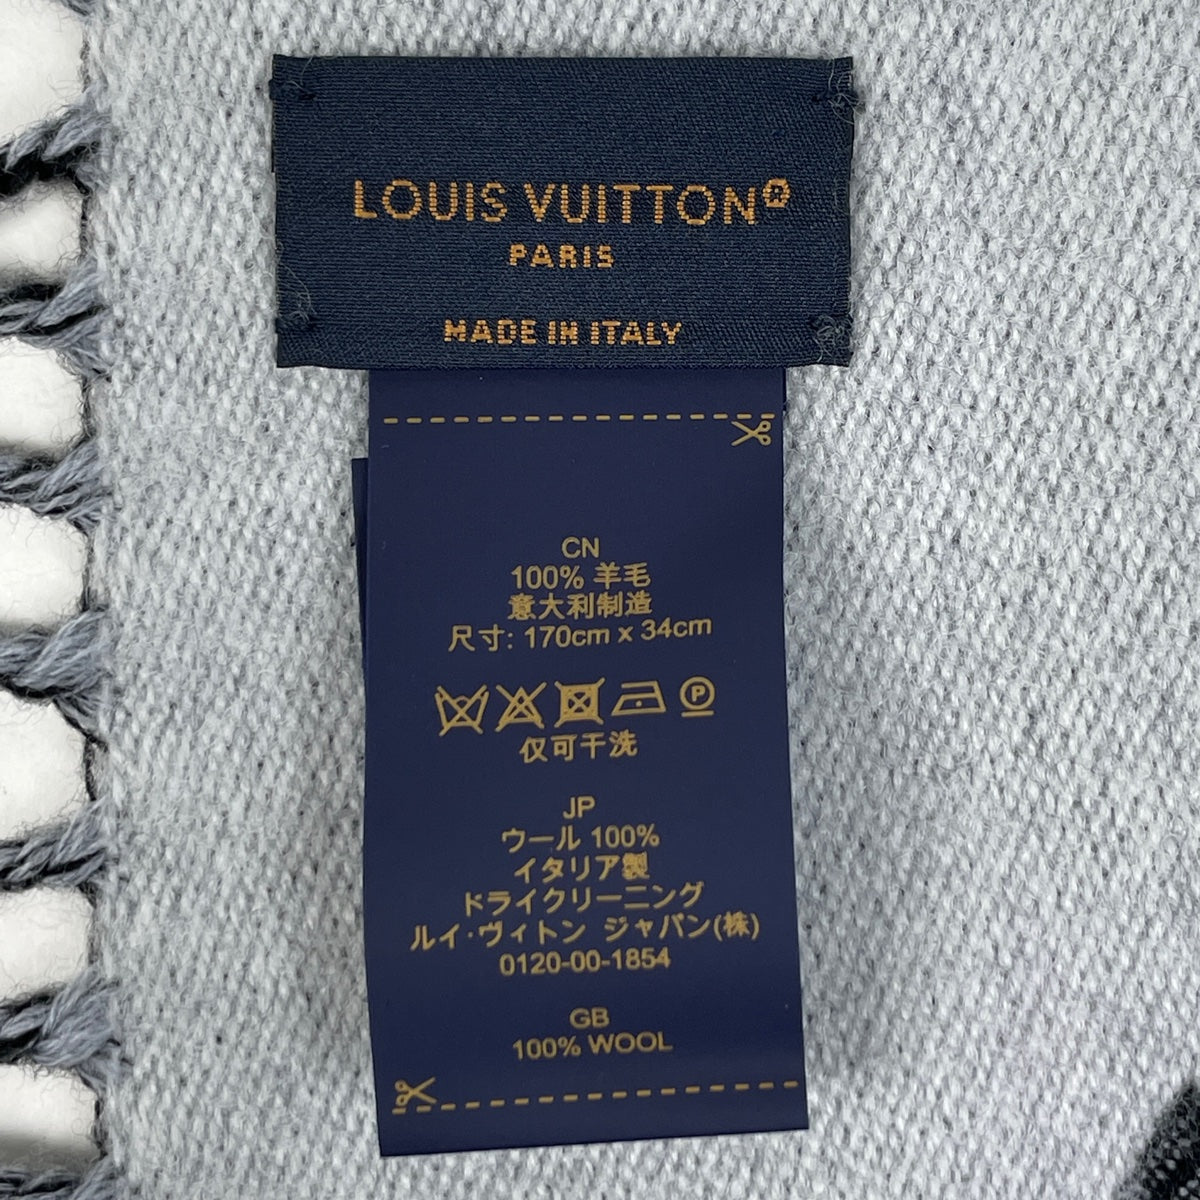 LOUIS VUITTON®
PARIS
MADE IN ITALY
CN
100% 羊毛
意大利制造
尺寸: 170cm x 34cm
P
仅可干洗
JP
ウール 100%
イタリア製
ドライクリーニング
ルイ･ヴィトン ジャパン(株)
0120-00-1854
GB
100% WOOL